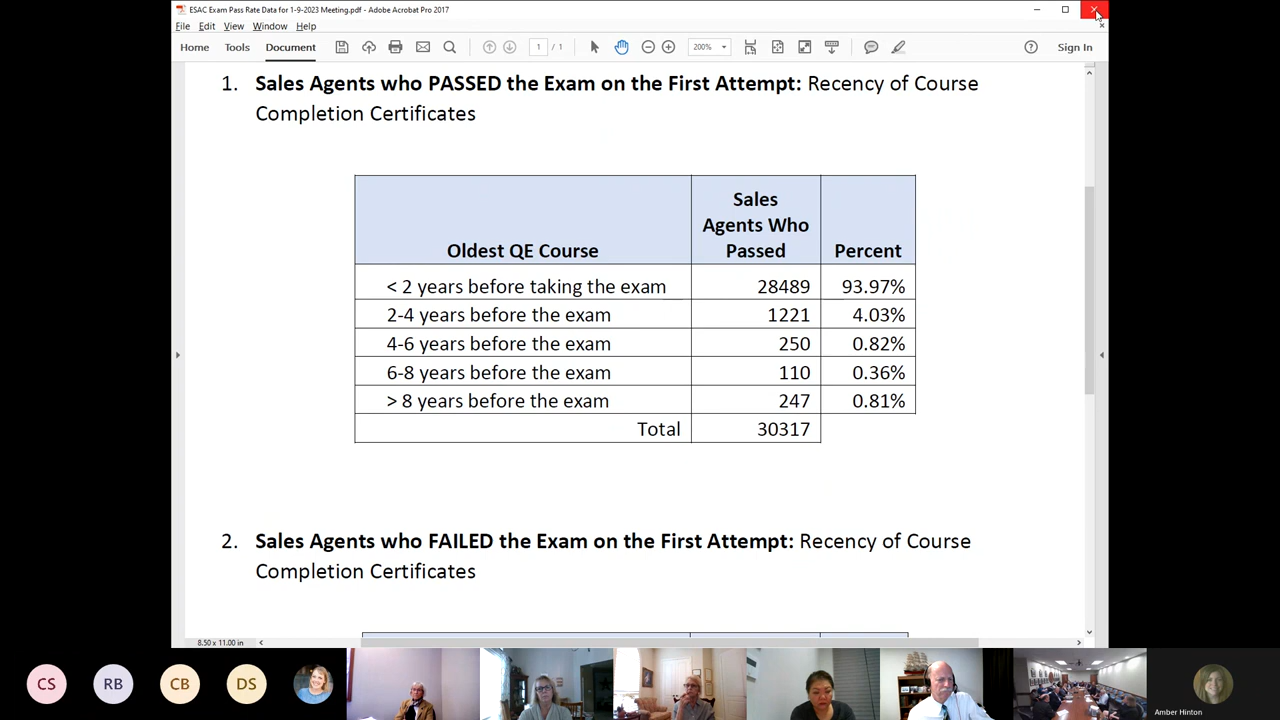 ESAC Exam Pass Rate Data for 1-9-2023 Meeting.pdf - Adobe Acrobat Pro 2017
File Edit View Window Help
Home Tools Document 1 / 1 200% Sign In
1. Sales Agents who PASSED the Exam on the First Attempt: Recency of Course
Completion Certificates
Sales
Agents Who
Oldest QE Course Passed Percent
< 2 years before taking the exam 28489 93.97%
2-4 years before the exam 1221 4.03%
4-6 years before the exam 250 0.82%
6-8 years before the exam 110 0.36%
> 8 years before the exam 247 0.81%
Total 30317
2. Sales Agents who FAILED the Exam on the First Attempt: Recency of Course
Completion Certificates
8.50 x 11.00 in
CS RB CB DS
Amber Hinton